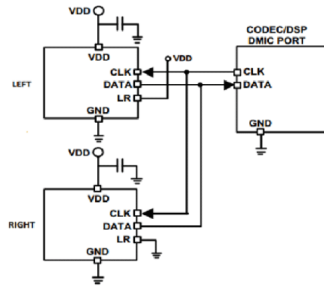 VDD
CODEC/DSP
DMIC PORT
VDD
VDD
CLK
CLK
LEFT
DATA
DATA
LR
GND
GND
VDD
VDD
CLK
RIGHT
DATA
LR
GND